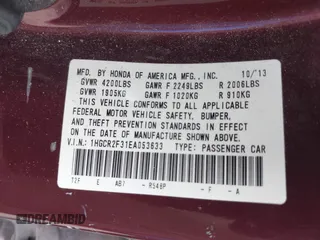 MFD. BY HONDA OF AMERICA MFG., INC. 10/'13
GVWR 4200LBS GAWR F 2249LBS R 2006LBS
GVWR 1905KG GAWR F 1020KG R 910KG
THIS VEHICLE CONFORMS TO ALL APPLICABLE
FEDERAL MOTOR VEHICLE SAFETY, BUMPER,
AND THEFT PREVENTION STANDARDS IN EFFECT
ON THE DATE OF MANUFACTURE SHOWN ABOVE.
V.I.N.: 1HGCR2F31EA053633 TYPE: PASSENGER CAR
E AB7 - R548P - F - A
DREAMBID